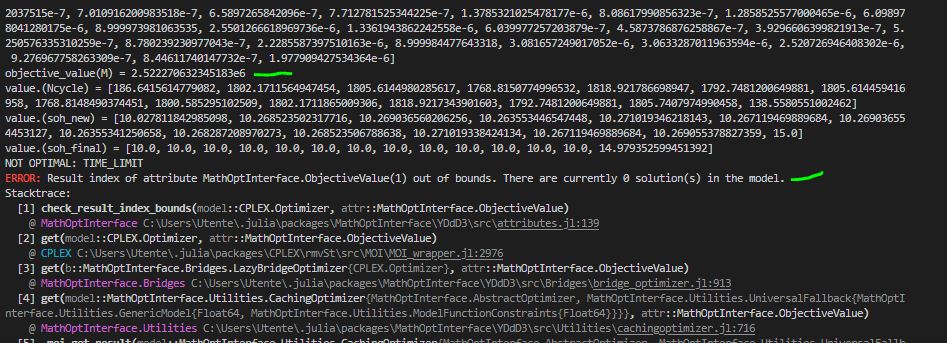 2037515e-7, 7.010916200983518e-7, 6.5897265842096e-7, 7.712781525344225e-7, 1.3785321025478177e-6, 8.08617990856323e-7, 1.2858525577000465e-6, 6.09897
8041280175e-6, 8.999973981063535, 2.5501266618969736e-6, 1.3361943862242558e-6, 6.039977257203879e-7, 4.5873786876258867e-7, 3.929660639982 1913e-7, 5.
250576335310259e-7, 8.780239230977043e-7, 2.2285587397510163e-6, 8.999984477643318, 3.081657249017052e-6, 3.0633287011963594e-6, 2.520726946408302e-6,
9.276967758263309e-7, 8.44611740147732e-7, 1.977909427534364e-6]
objective_value(M) = 2.522270632345183e6
value.(Ncycle) = [186.6415614779082, 1802.1711564947454, 1805.6144980285617, 1768.8150774996532, 1818.921786698947, 1792.7481200649881, 1805.614459416
958, 1768.8148490374451, 1800.585295102509, 1802.1711865009306, 1818.9217343901603, 1792.7481200649881, 1805.7407974990458, 138.5580551002462]
value.(soh_new) = [10.027811842985098, 10.268523502317716, 10.269036560206256, 10.263553446547448, 10.271019346218143, 10.267119469889684, 10.26903655
4453127, 10.26355341250658, 10.268287208970273, 10.268523506788638, 10.271019338424134, 10.267119469889684, 10.269055378827359, 15.0]
value.(soh_final) = [10.0, 10.0, 10.0, 10.0, 10.0, 10.0, 10.0, 10.0, 10.0, 10.0, 10.0, 10.0, 10.0, 14.979352599451392]
NOT OPTIMAL: TIME_LIMIT
ERROR: Result index of attribute MathOptInterface.ObjectiveValue(1) out of bounds. There are currently 0 solution(s) in the model.
Stacktrace:
[1] check_result_index_bounds(model::CPLEX.Optimizer, attr::MathOptInterface.ObjectiveValue)
@ MathOptInterface C:\Users\Utente\.julia\packages\MathOptInterface\YDdD3\src\attributes.jl:139
[2] get(model::CPLEX.Optimizer, attr::MathOptInterface.ObjectiveValue)
@ CPLEX C:\Users\Utente\.julia\packages\CPLEX\rmvSt\src\MOI\MOI_wrapper.jl:2976
[3] get(b::MathOptInterface.Bridges.LazyBridgeOptimizer{CPLEX.Optimizer}, attr::MathOptInterface.ObjectiveValue)
@ MathOptInterface.Bridges C:\Users\Utente\.julia\packages\MathOptInterface\YDdD3\src\Bridges\bridge_optimizer.jl:913
[4] get(model::MathOptInterface.Utilities.CachingOptimizer{MathOptInterface.AbstractOptimizer, MathOptInterface.Utilities.UniversalFallback{MathOptI
nterface.Utilities.GenericModel{Float64, MathOptInterface.Utilities.ModelFunctionConstraints{Float64}}}}, attr::MathOptInterface.ObjectiveValue)
@ MathOptInterface.Utilities C:\Users\Utente\.julia\packages\MathOptInterface\YDdD3\src\Utilities\cachingoptimizer.jl:716